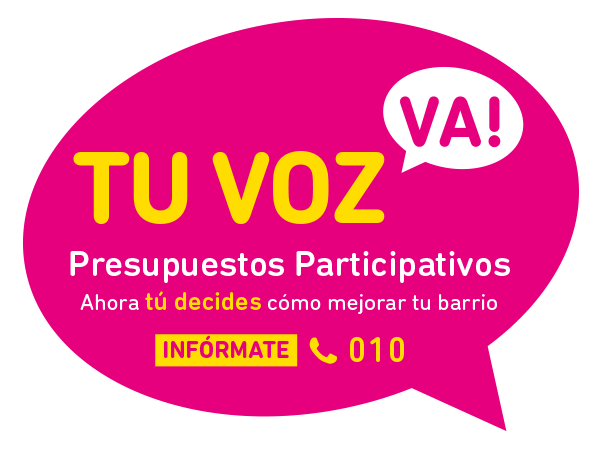 VA!
TU VOZ
Presupuestos Participativos
Ahora tú decides cómo mejorar tu barrio
INFÓRMATE 010